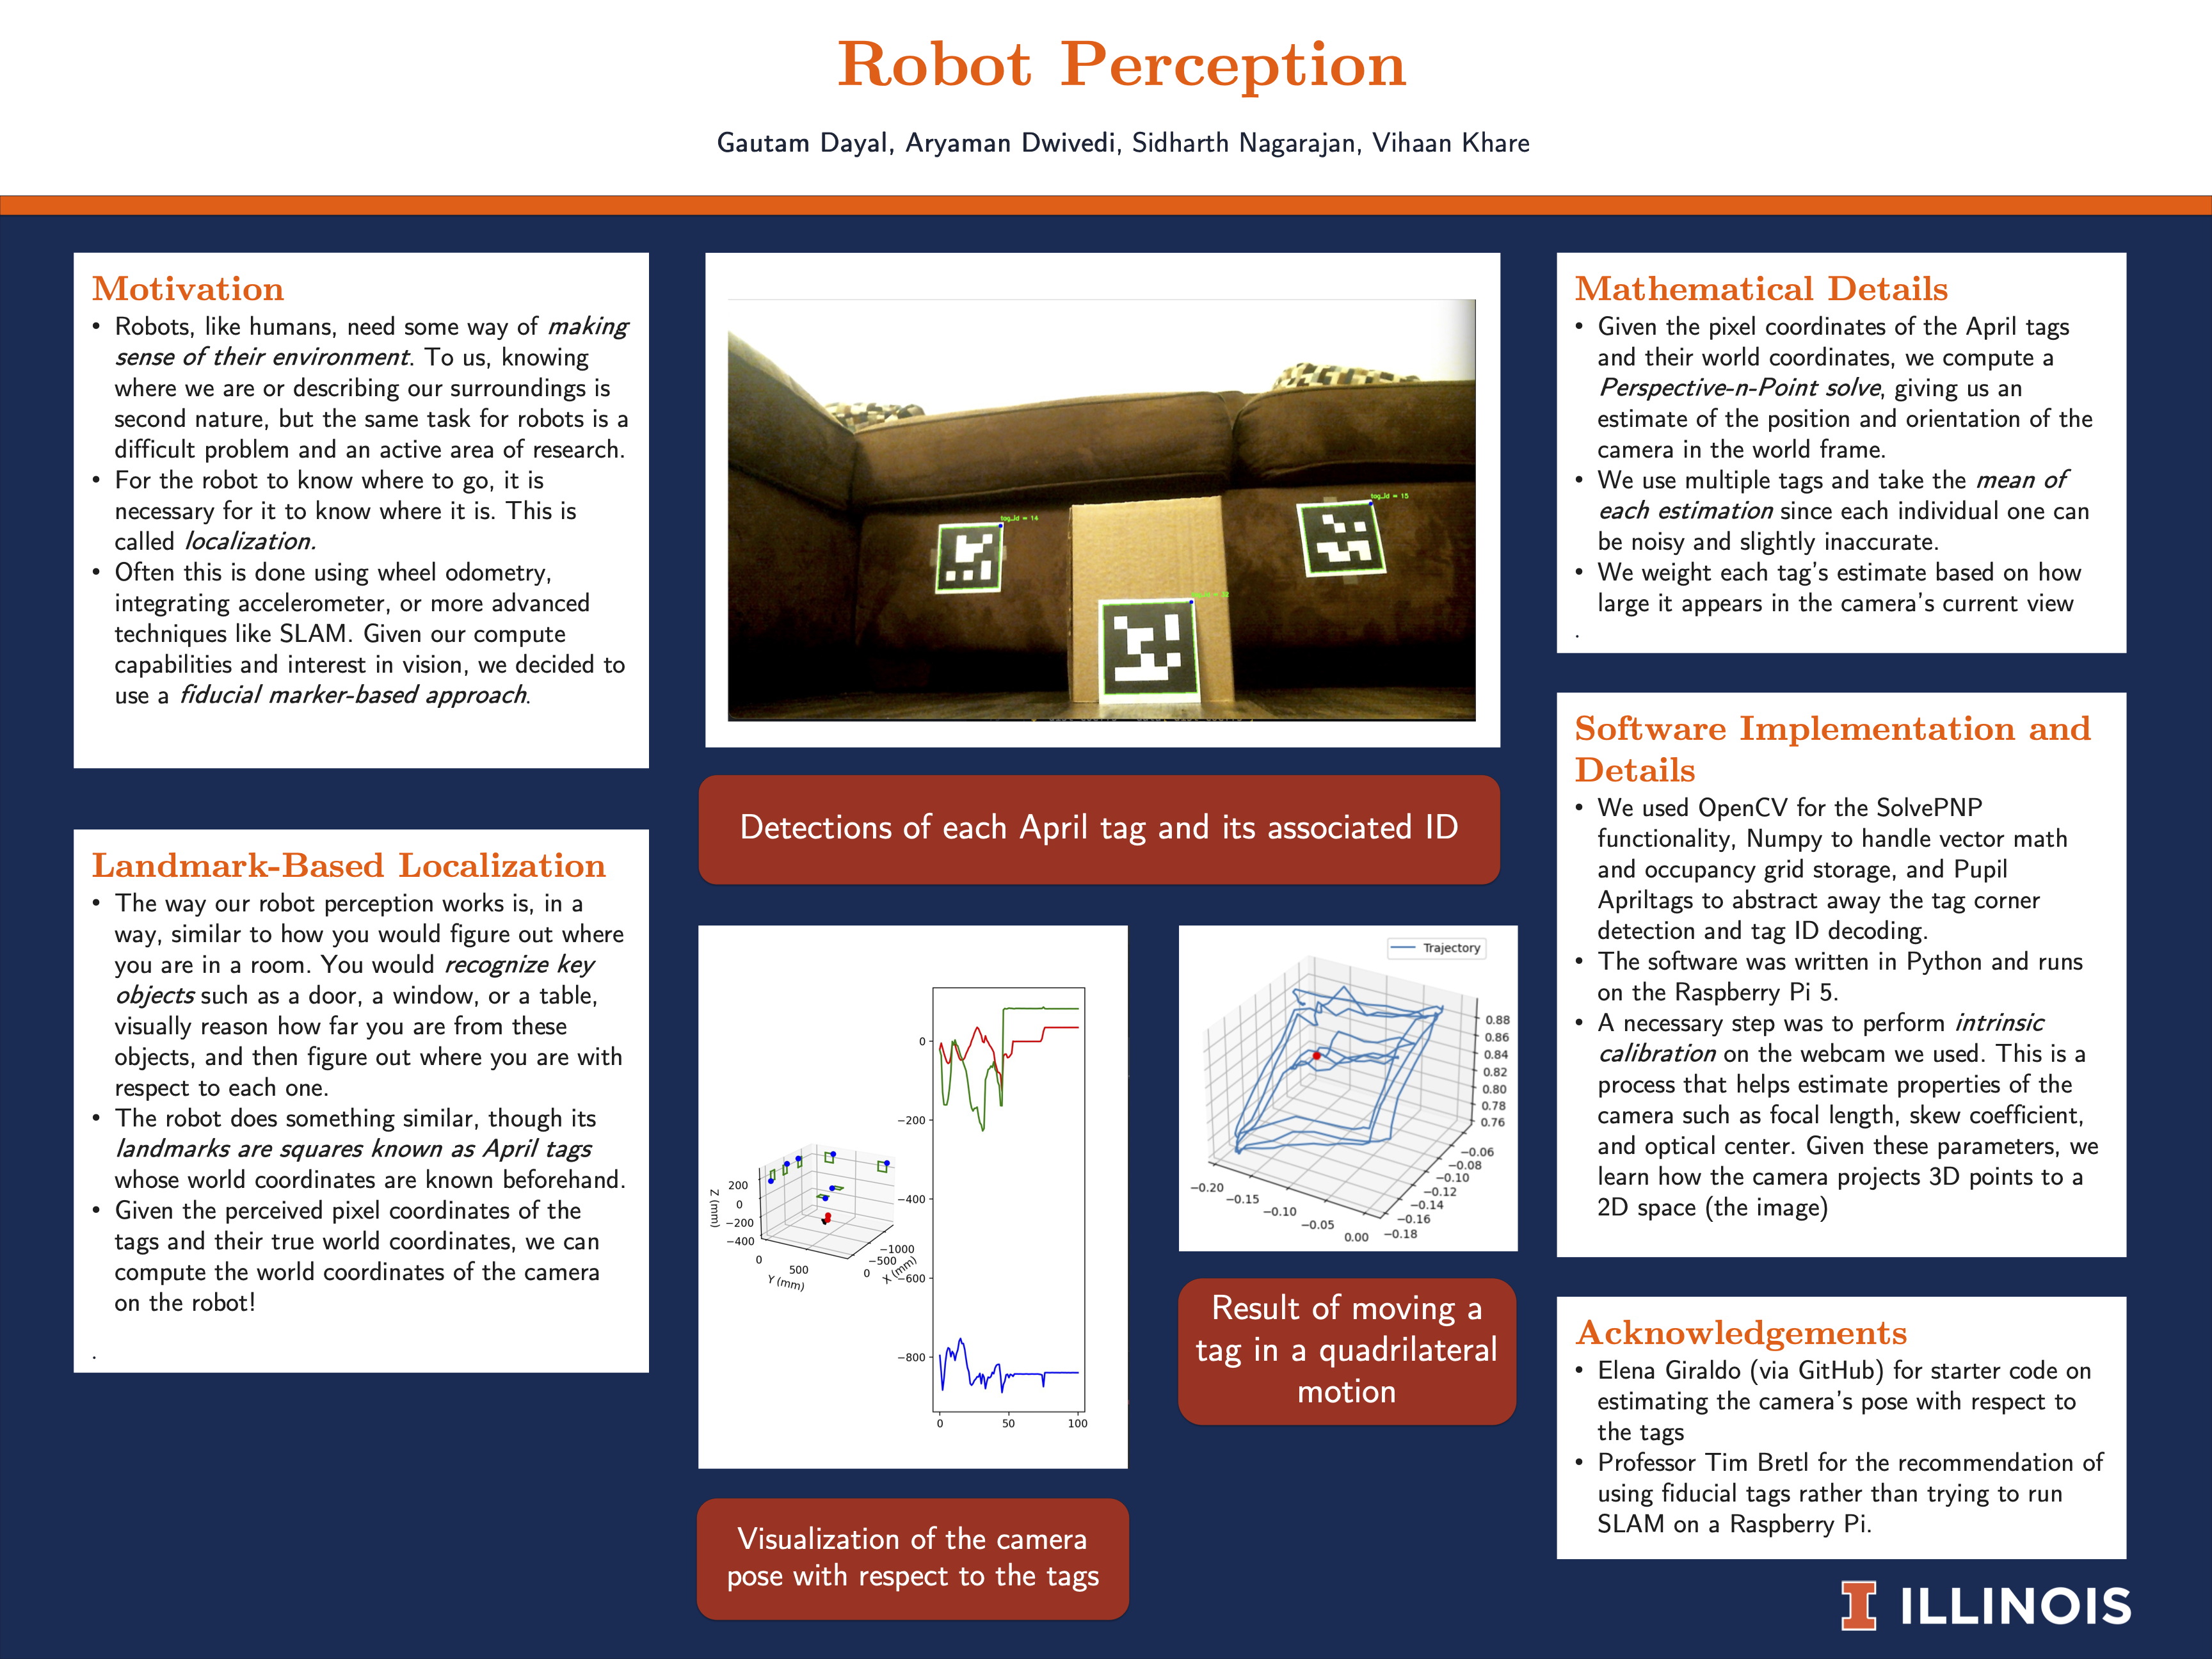 Robot Perception
Gautam Dayal, Aryaman Dwivedi, Sidharth Nagarajan, Vihaan Khare
Motivation
• Robots, like humans, need some way of making
sense of their environment. To us, knowing
where we are or describing our surroundings is
second nature, but the same task for robots is a
difficult problem and an active area of research.
• For the robot to know where to go, it is
necessary for it to know where it is. This is
called localization.
• Often this is done using wheel odometry,
integrating accelerometer, or more advanced
techniques like SLAM. Given our compute
capabilities and interest in vision, we decided to
use a fiducial marker-based approach.
Landmark-Based Localization
• The way our robot perception works is, in a
way, similar to how you would figure out where
you are in a room. You would recognize key
objects such as a door, a window, or a table,
visually reason how far you are from these
objects, and then figure out where you are with
respect to each one.
• The robot does something similar, though its
landmarks are squares known as April tags
whose world coordinates are known beforehand.
• Given the perceived pixel coordinates of the
tags and their true world coordinates, we can
compute the world coordinates of the camera
on the robot!
.
tag_id = 14
tag_id = 15
tag_id = 32
Detections of each April tag and its associated ID
0
−200
−400
−600
−800
0
50
100
Z (mm)
200
0
−200
−400
0
500
Y (mm)
−1000
−500
0
X (mm)
Visualization of the camera
pose with respect to the tags
Trajectory
0.88
0.86
0.84
0.82
0.80
0.78
0.76
−0.06
−0.08
−0.10
−0.12
−0.14
−0.16
−0.18
−0.20
−0.15
−0.10
−0.05
0.00
Result of moving a
tag in a quadrilateral
motion
Mathematical Details
• Given the pixel coordinates of the April tags
and their world coordinates, we compute a
Perspective-n-Point solve, giving us an
estimate of the position and orientation of the
camera in the world frame.
• We use multiple tags and take the mean of
each estimation since each individual one can
be noisy and slightly inaccurate.
• We weight each tag's estimate based on how
large it appears in the camera's current view
.
Software Implementation and
Details
• We used OpenCV for the SolvePNP
functionality, Numpy to handle vector math
and occupancy grid storage, and Pupil
Apriltags to abstract away the tag corner
detection and tag ID decoding.
• The software was written in Python and runs
on the Raspberry Pi 5.
• A necessary step was to perform intrinsic
calibration on the webcam we used. This is a
process that helps estimate properties of the
camera such as focal length, skew coefficient,
and optical center. Given these parameters, we
learn how the camera projects 3D points to a
2D space (the image)
Acknowledgements
• Elena Giraldo (via GitHub) for starter code on
estimating the camera's pose with respect to
the tags
• Professor Tim Bretl for the recommendation of
using fiducial tags rather than trying to run
SLAM on a Raspberry Pi.
I ILLINOIS